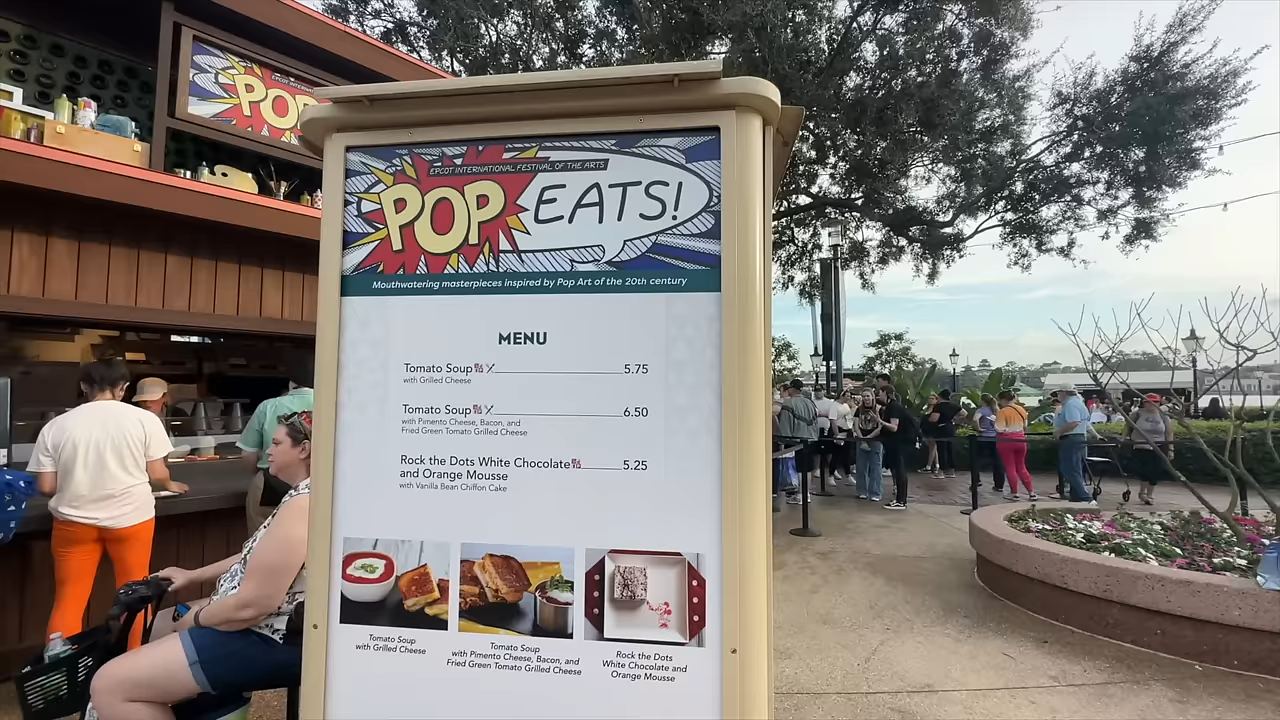 EPCOT INTERNATIONAL
POP
EPCOT INTERNATIONAL FESTIVAL OF THE ARTS
POP EATS!
Mouthwatering masterpieces inspired by Pop Art of the 20th century
MENU
Tomato Soup 5.75
with Grilled Cheese
Tomato Soup 6.50
with Pimento Cheese, Bacon, and
Fried Green Tomato Grilled Cheese
Rock the Dots White Chocolate 5.25
and Orange Mousse
with Vanilla Bean Chiffon Cake
Tomato Soup
with Grilled Cheese
Tomato Soup
with Pimento Cheese, Bacon, and
Fried Green Tomato Grilled Cheese
Rock the Dots
White Chocolate and
Orange Mousse